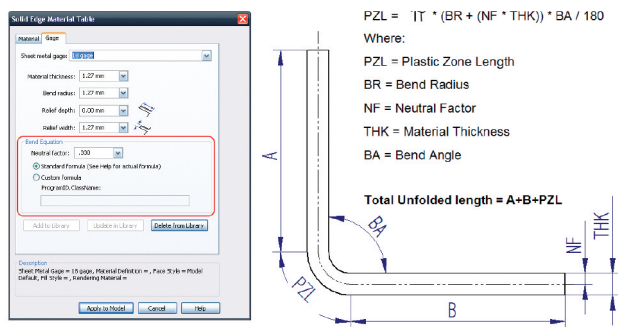 Solid Edge Material Table
Material Gage
Sheet metal gage: 16 gage
Material thickness: 1.27 mm
Bend radius: 1.27 mm
Relief depth: 0.00 mm
Relief width: 1.27 mm
Bend Equation
Neutral factor: .000
Standard formula (See Help for actual formula)
Custom formula
ProgramID.ClassName:
Add to Library Update in Library Delete from Library
Description
Sheet Metal Gage = 16 gage, Material Definition = , Face Style = Model
Default, Fill Style = , Rendering Material =
Apply to Model Cancel Help
PZL = π * (BR + (NF * THK)) * BA / 180
Where:
PZL = Plastic Zone Length
BR = Bend Radius
NF = Neutral Factor
THK = Material Thickness
BA = Bend Angle
Total Unfolded length = A+B+PZL
A
BA
PZL
B
NF
THK